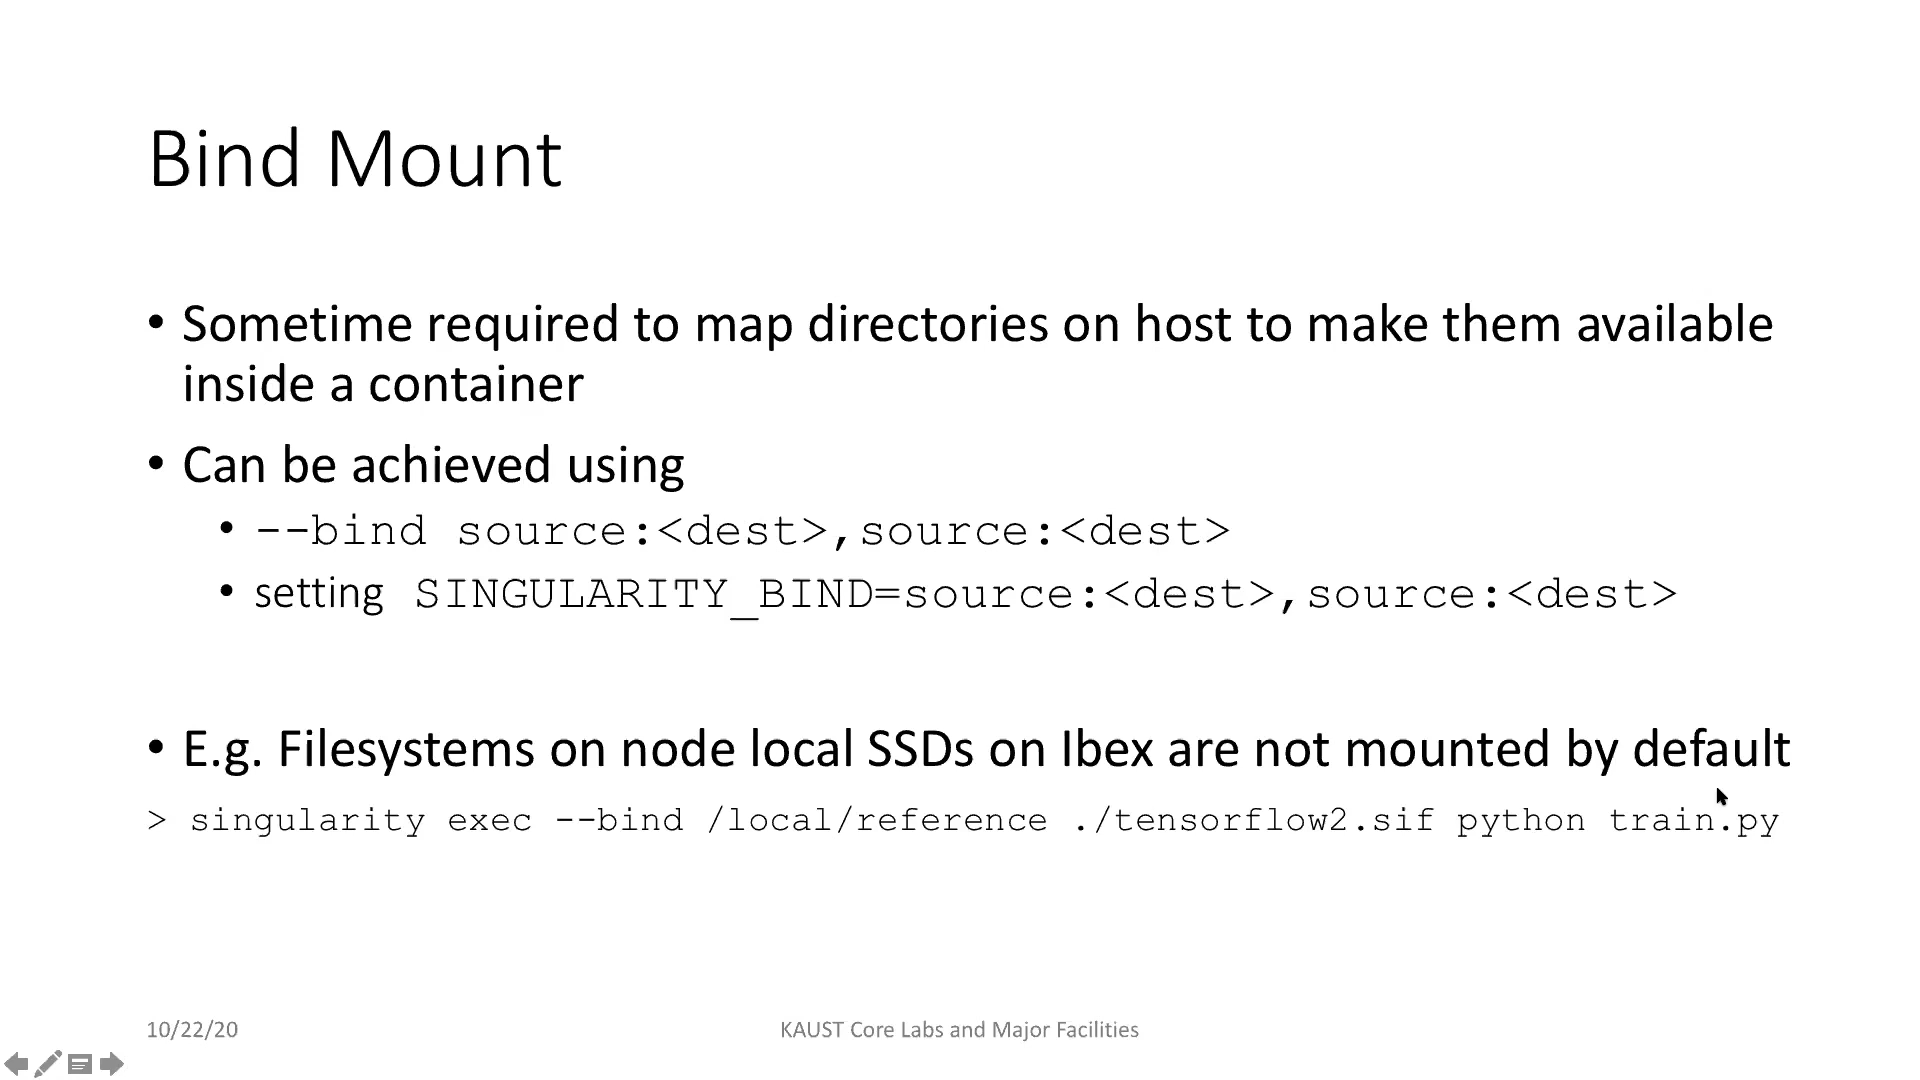 Bind Mount
• Sometime required to map directories on host to make them available
inside a container
• Can be achieved using
• --bind source:<dest>,source:<dest>
• setting SINGULARITY_BIND=source:<dest>,source:<dest>
• E.g. Filesystems on node local SSDs on Ibex are not mounted by default
> singularity exec --bind /local/reference ./tensorflow2.sif python train.py
10/22/20
KAUST Core Labs and Major Facilities